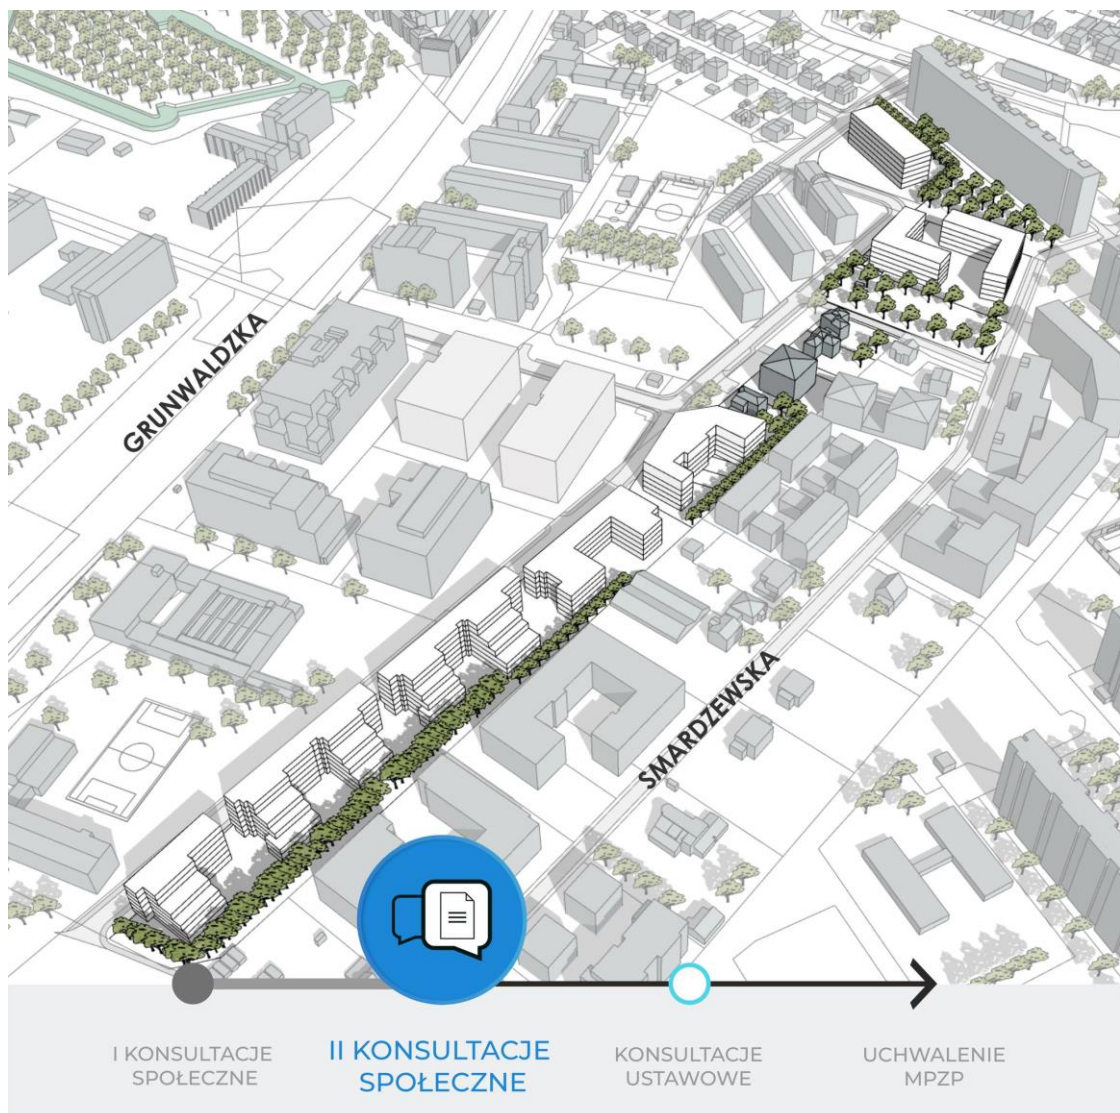 GRUNWALDZKA
SMARDZEWSKA
I KONSULTACJE
SPOŁECZNE
II KONSULTACJE
SPOŁECZNE
KONSULTACJE
USTAWOWE
UCHWALENIE
MPZP